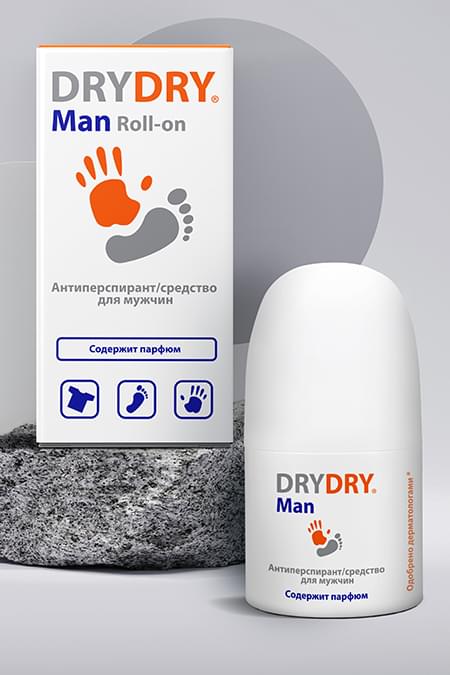 DRYDRY®
Man Roll-on
Антиперспирант/средство
для мужчин
Содержит парфюм
DRYDRY®
Man
Антиперспирант/средство
для мужчин
Содержит парфюм
Одобрено дерматологами*